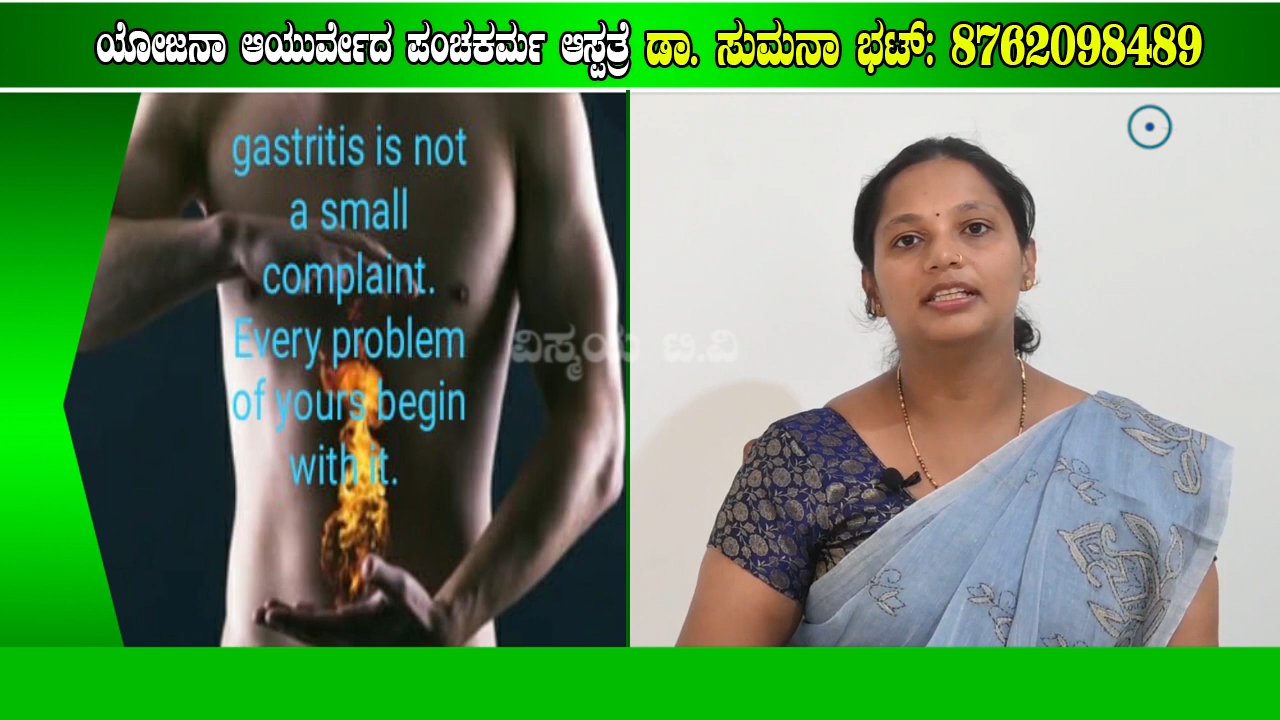 ಯೋಜನಾ ಆಯುರ್ವೇದ ಪಂಚಕರ್ಮ ಆಸ್ಪತ್ರೆ ಡಾ. ಸುಮನಾ ಭಟ್: 8762098489
gastritis is not
a small
complaint.
Every problem
of yours begin
with it.
ವಿಸ್ಮಯ ಟಿ.ವಿ